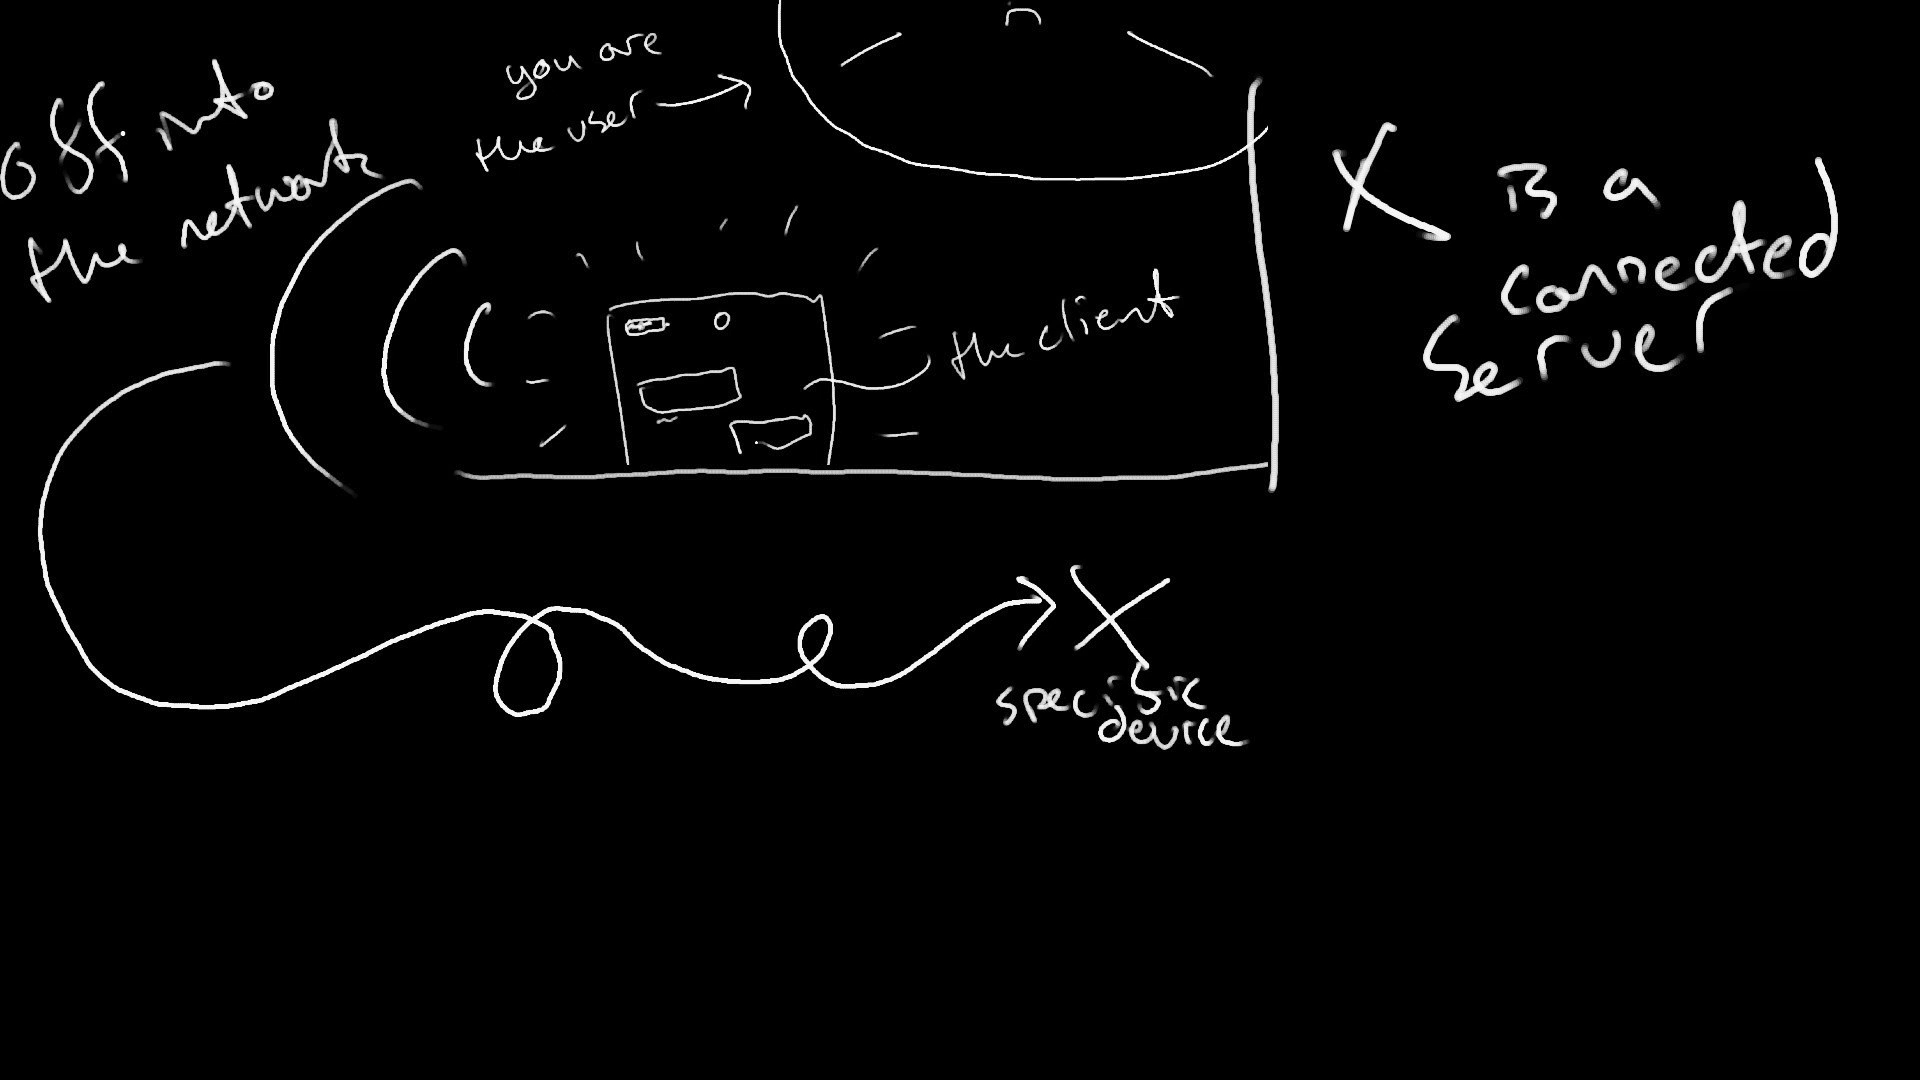 off into
the network
you are
the user
the client
X is a
connected
server
X
specific
device